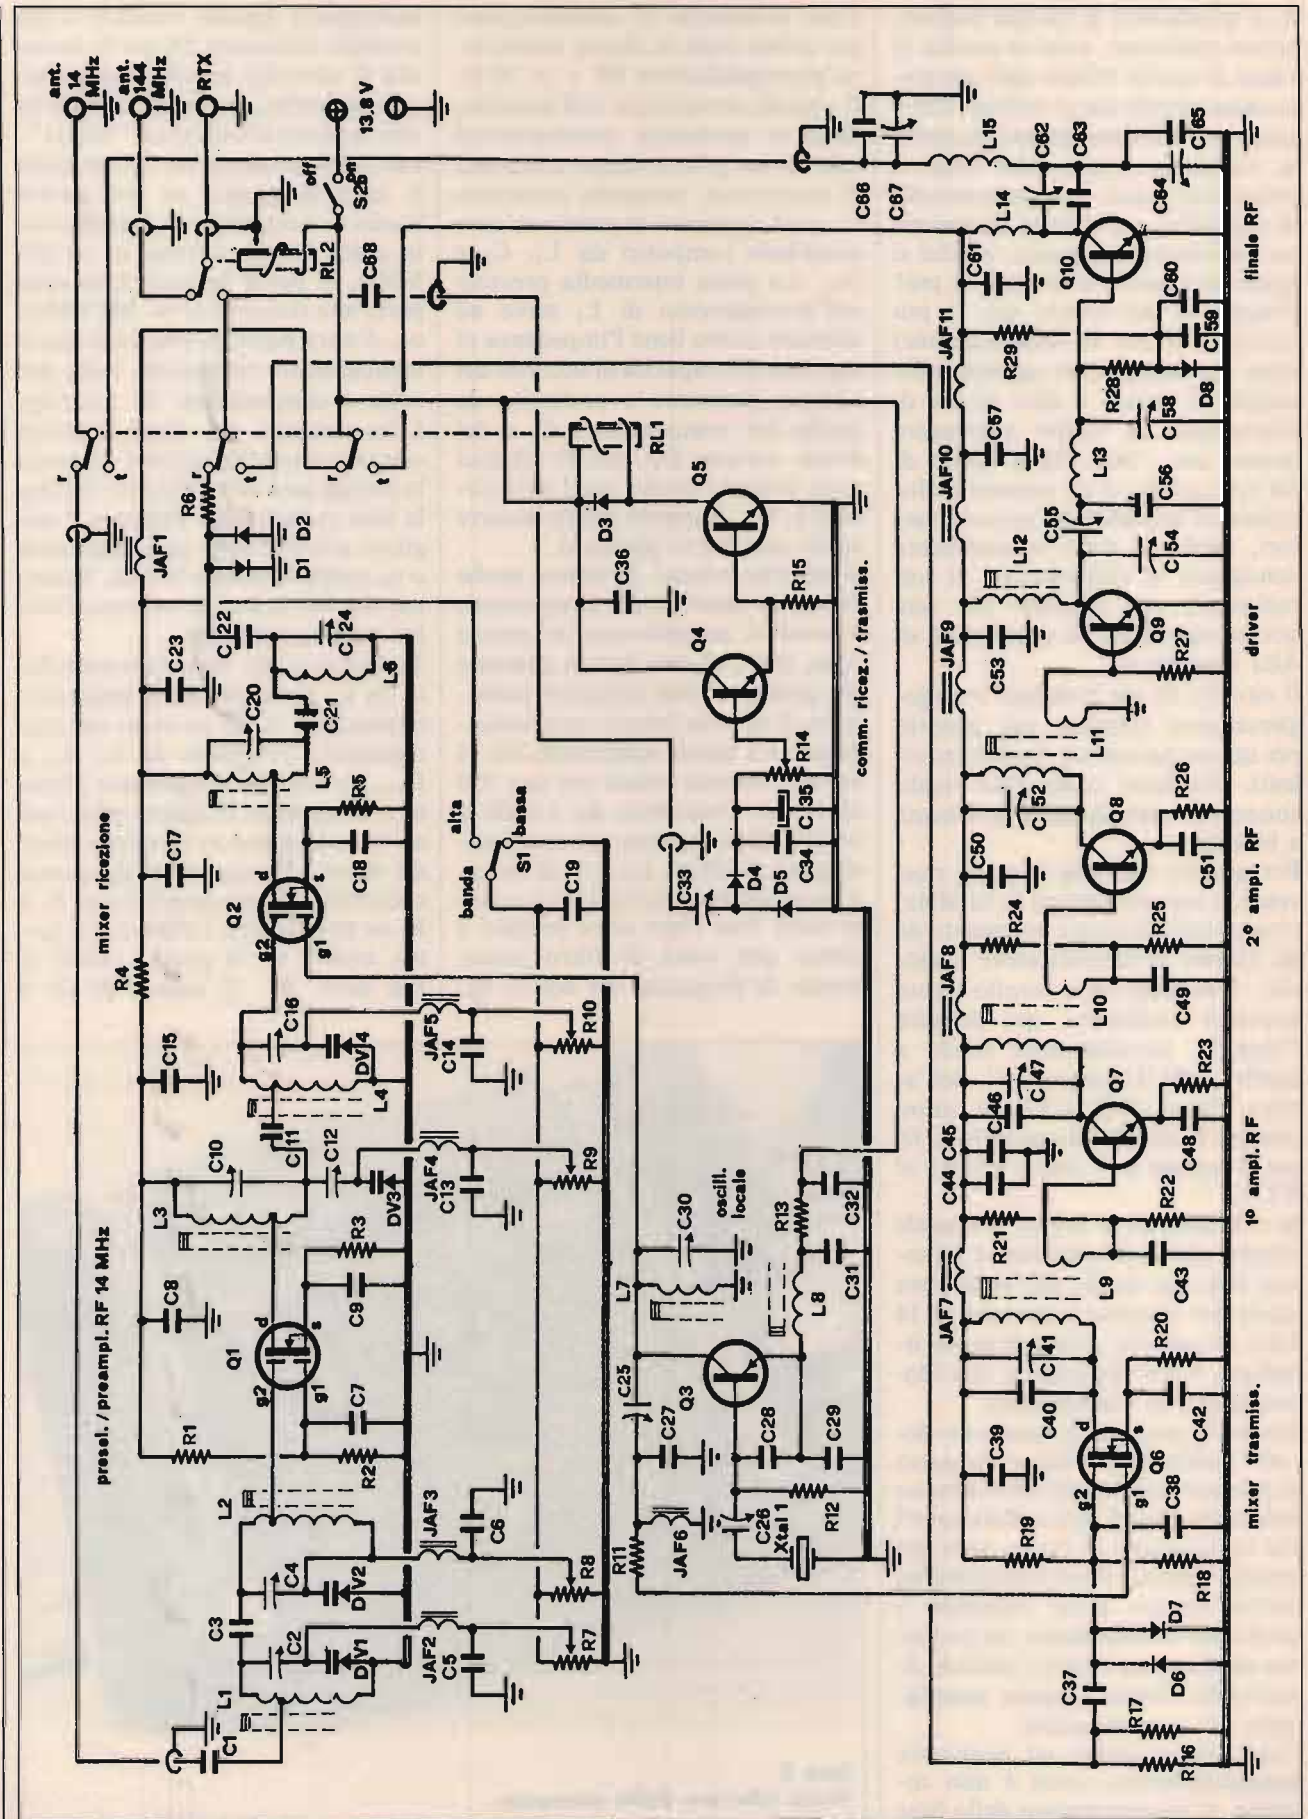 ant.
14
MHz
ant.
144
MHz
RTX
13.8 V
off
on
S2b
RL2
C68
r
t
r
t
r
t
R6
D1
D2
JAF1
C22
C23
C24
L6
C20
C21
L5
R5
C18
mixer ricezione
C17
Q2
d
s
g2
g1
R4
C15
C16
DV4
L4
JAF5
C14
C10
C11
C12
L3
DV3
JAF4
C13
R3
C9
presel./preampl. RF 14 MHz
C8
Q1
d
s
g2
g1
R1
C7
R2
L2
JAF3
C6
C4
DV2
C3
C2
DV1
JAF2
C5
L1
C1
alta
bassa
banda
S1
C19
R10
R9
R8
R7
RL1
D3
Q5
C36
Q4
R15
R14
comm. ricez./trasmiss.
C35
C34
D4
D5
C33
oscill.
locale
C30
L7
R13
C32
C31
L8
C25
Q3
C27
C28
C29
R12
R11
JAF6
C26
Xtal 1
C66
C67
L15
C62
C63
C65
C64
L14
C61
Q10
finale RF
JAF11
R29
C60
C59
R28
D8
C58
L13
C57
JAF10
C56
C55
C54
L12
JAF9
C53
Q9
R27
driver
L11
C52
R26
Q8
C50
C51
R24
R25
2° ampl. RF
JAF8
L10
C49
C47
C46
Q7
R23
C45
C44
C48
1° ampl. RF
R21
R22
JAF7
L9
C43
C41
C40
R20
C42
C39
d
s
g2
g1
Q6
mixer trasmiss.
R19
C38
R18
D7
D6
C37
R17
R16